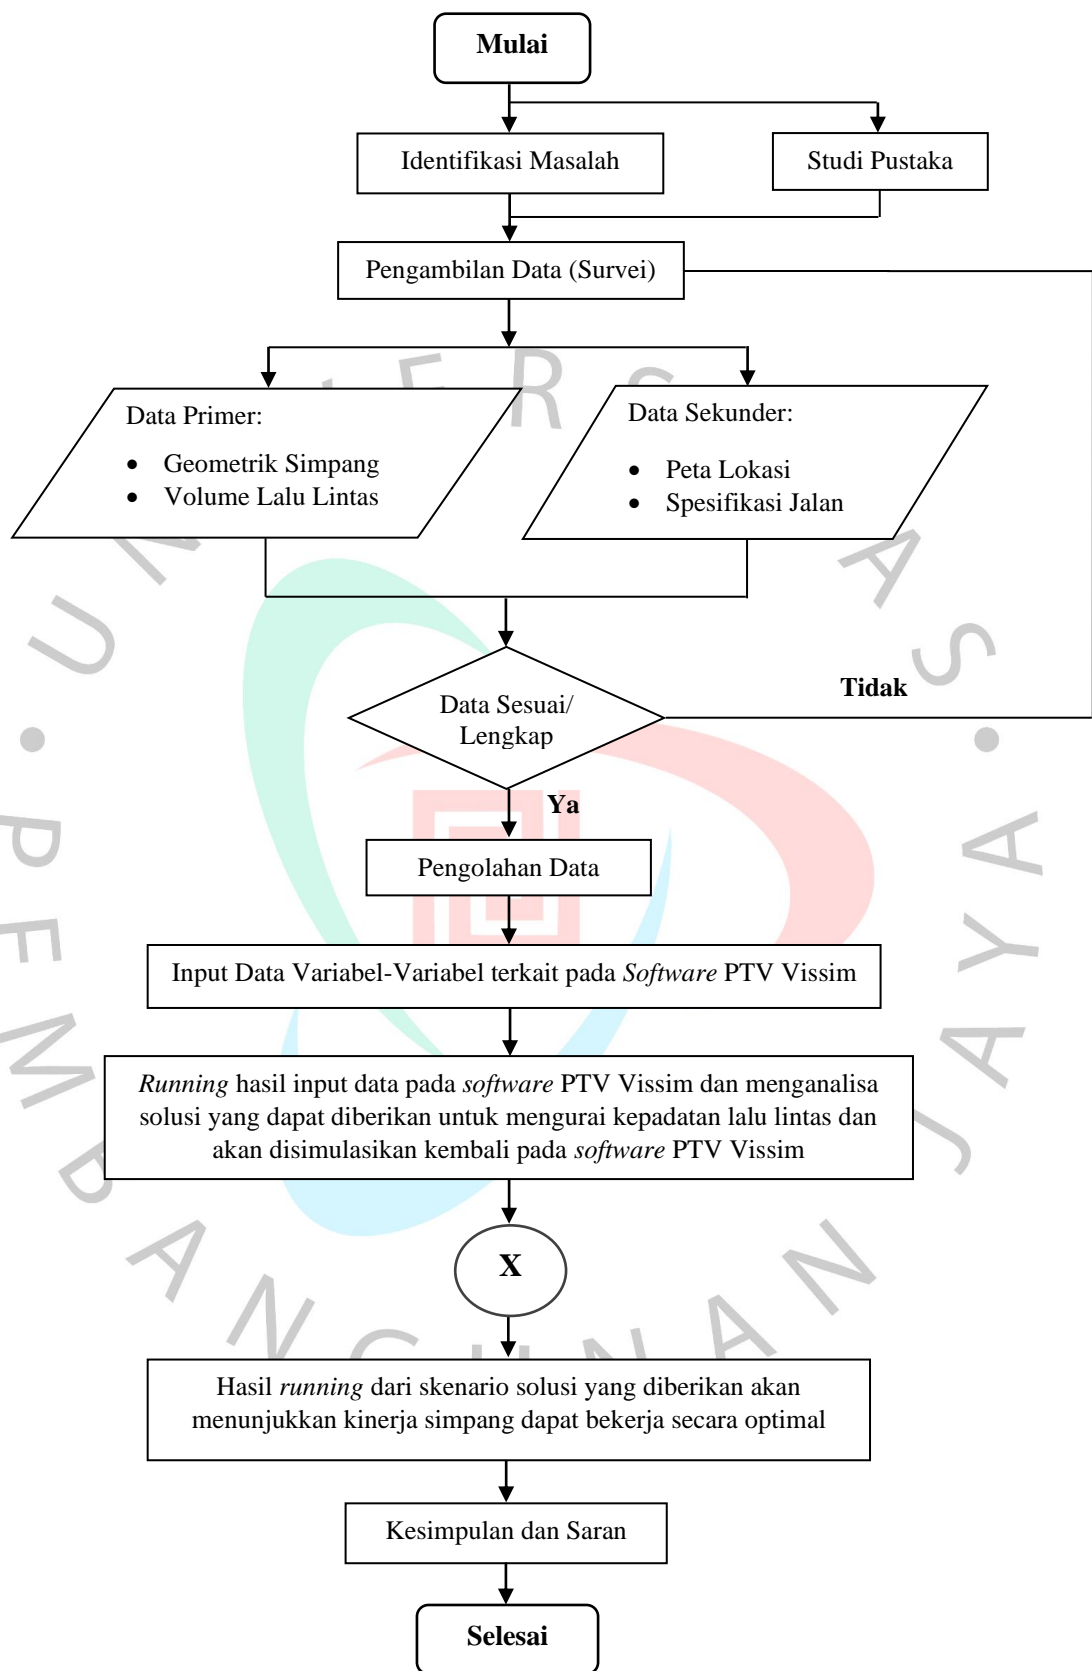 Mulai
Identifikasi Masalah
Studi Pustaka
Pengambilan Data (Survei)
Data Primer:
• Geometrik Simpang
• Volume Lalu Lintas
Data Sekunder:
• Peta Lokasi
• Spesifikasi Jalan
Data Sesuai/
Lengkap
Tidak
Ya
Pengolahan Data
Input Data Variabel-Variabel terkait pada Software PTV Vissim
Running hasil input data pada software PTV Vissim dan menganalisa
solusi yang dapat diberikan untuk mengurai kepadatan lalu lintas dan
akan disimulasikan kembali pada software PTV Vissim
X
Hasil running dari skenario solusi yang diberikan akan
menunjukkan kinerja simpang dapat bekerja secara optimal
Kesimpulan dan Saran
Selesai
UNIVERSITAS
PEMBANGUNAN JAYA